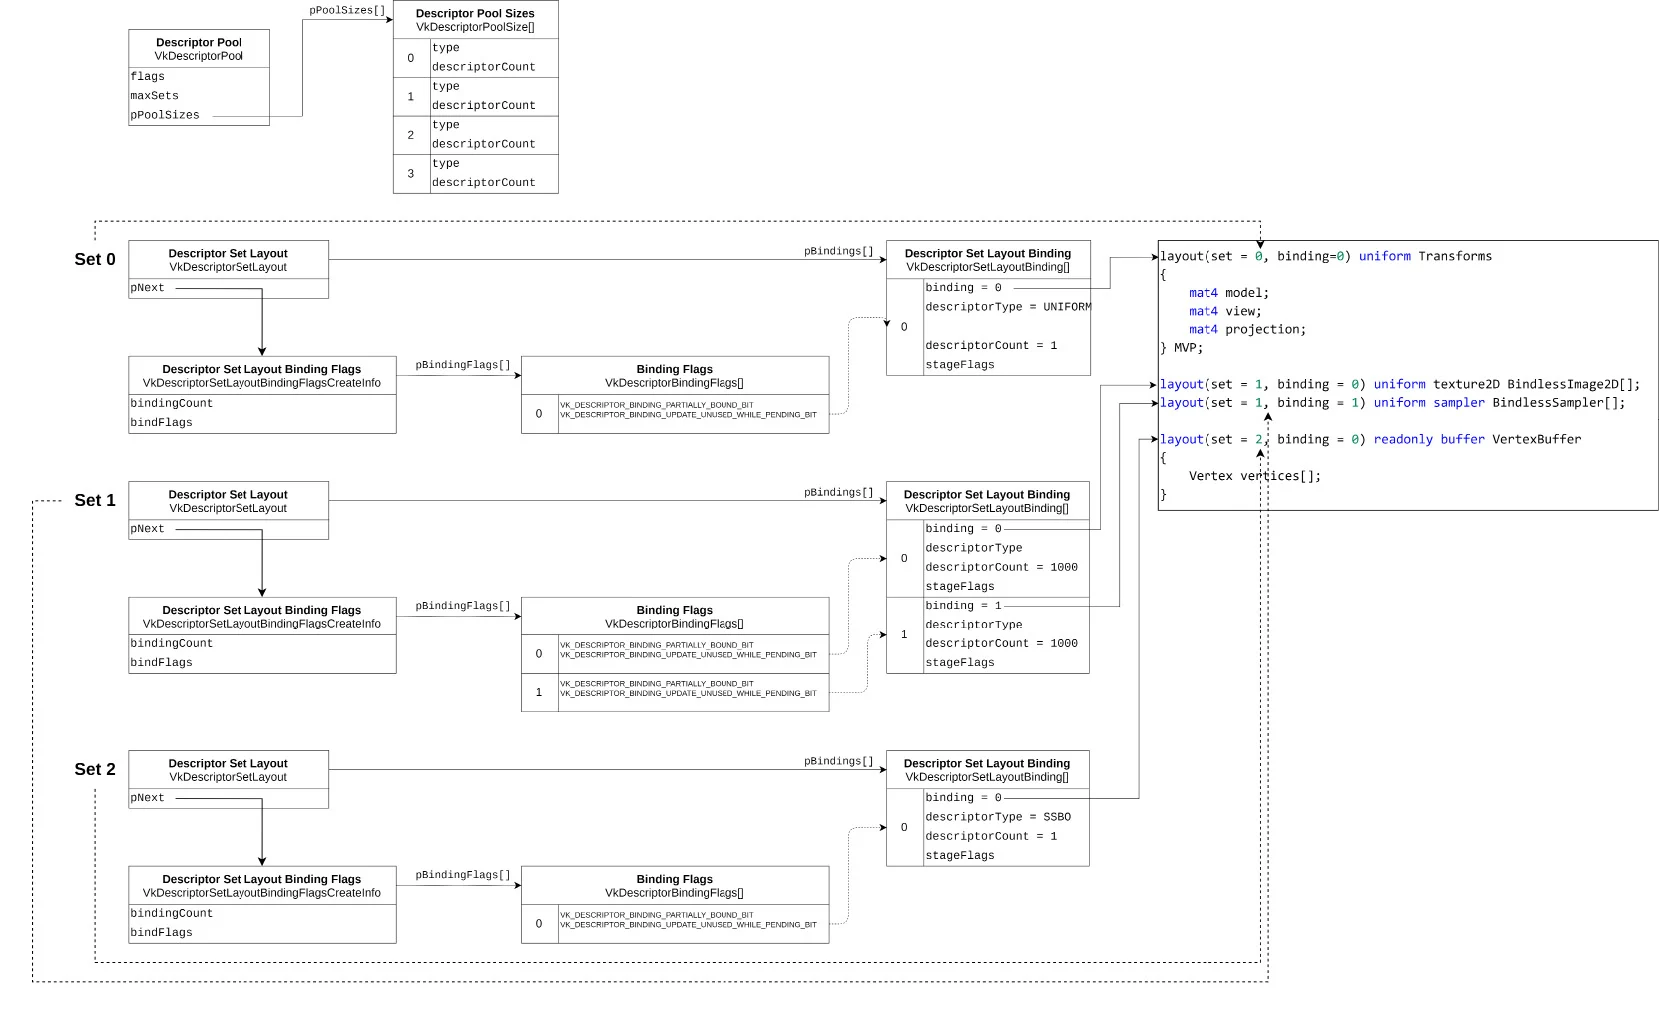 pPoolSizes[]
Descriptor Pool Sizes
VkDescriptorPoolSize[]
0
type
descriptorCount
1
type
descriptorCount
2
type
descriptorCount
3
type
descriptorCount
Descriptor Pool
VkDescriptorPool
flags
maxSets
pPoolSizes
Set 0
Descriptor Set Layout
VkDescriptorSetLayout
pNext
pBindings[]
Descriptor Set Layout Binding
VkDescriptorSetLayoutBinding[]
0
binding = 0
descriptorType = UNIFORM
descriptorCount = 1
stageFlags
Descriptor Set Layout Binding Flags
VkDescriptorSetLayoutBindingFlagsCreateInfo
bindingCount
bindFlags
pBindingFlags[]
Binding Flags
VkDescriptorBindingFlags[]
0
VK_DESCRIPTOR_BINDING_PARTIALLY_BOUND_BIT
VK_DESCRIPTOR_BINDING_UPDATE_UNUSED_WHILE_PENDING_BIT
layout(set = 0, binding=0) uniform Transforms
{
mat4 model;
mat4 view;
mat4 projection;
} MVP;
layout(set = 1, binding = 0) uniform texture2D BindlessImage2D[];
layout(set = 1, binding = 1) uniform sampler BindlessSampler[];
layout(set = 2, binding = 0) readonly buffer VertexBuffer
{
Vertex vertices[];
}
Set 1
Descriptor Set Layout
VkDescriptorSetLayout
pNext
pBindings[]
Descriptor Set Layout Binding
VkDescriptorSetLayoutBinding[]
0
binding = 0
descriptorType
descriptorCount = 1000
stageFlags
1
binding = 1
descriptorType
descriptorCount = 1000
stageFlags
Descriptor Set Layout Binding Flags
VkDescriptorSetLayoutBindingFlagsCreateInfo
bindingCount
bindFlags
pBindingFlags[]
Binding Flags
VkDescriptorBindingFlags[]
0
VK_DESCRIPTOR_BINDING_PARTIALLY_BOUND_BIT
VK_DESCRIPTOR_BINDING_UPDATE_UNUSED_WHILE_PENDING_BIT
1
VK_DESCRIPTOR_BINDING_PARTIALLY_BOUND_BIT
VK_DESCRIPTOR_BINDING_UPDATE_UNUSED_WHILE_PENDING_BIT
Set 2
Descriptor Set Layout
VkDescriptorSetLayout
pNext
pBindings[]
Descriptor Set Layout Binding
VkDescriptorSetLayoutBinding[]
0
binding = 0
descriptorType = SSBO
descriptorCount = 1
stageFlags
Descriptor Set Layout Binding Flags
VkDescriptorSetLayoutBindingFlagsCreateInfo
bindingCount
bindFlags
pBindingFlags[]
Binding Flags
VkDescriptorBindingFlags[]
0
VK_DESCRIPTOR_BINDING_PARTIALLY_BOUND_BIT
VK_DESCRIPTOR_BINDING_UPDATE_UNUSED_WHILE_PENDING_BIT